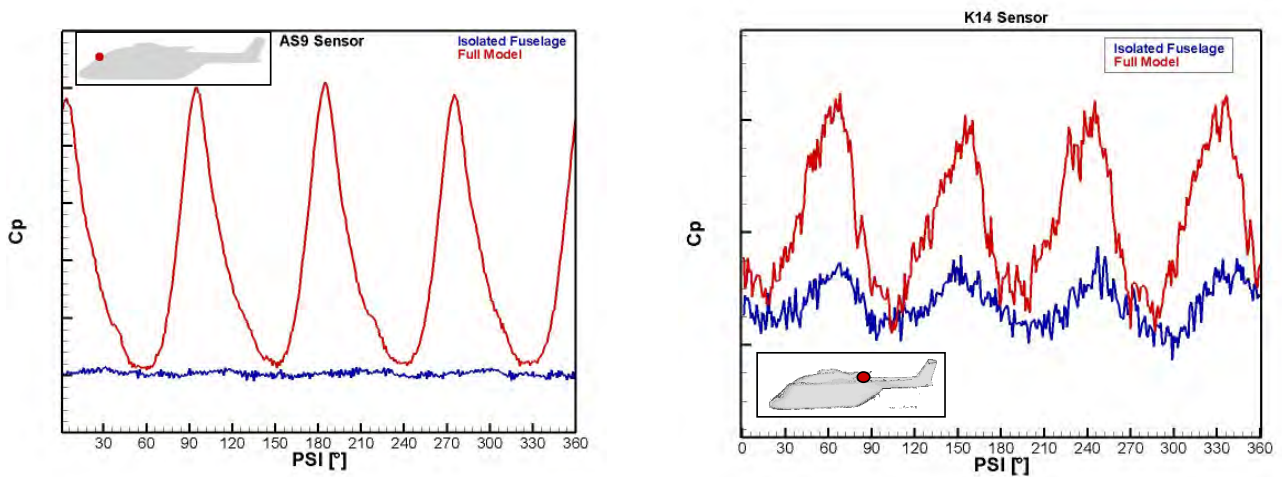 AS9 Sensor
Isolated Fuselage
Full Model
Cp
30 60 90 120 150 180 210 240 270 300 330 360
PSI [°]
K14 Sensor
Isolated Fuselage
Full Model
Cp
0 30 60 90 120 150 180 210 240 270 300 330 360
PSI [°]